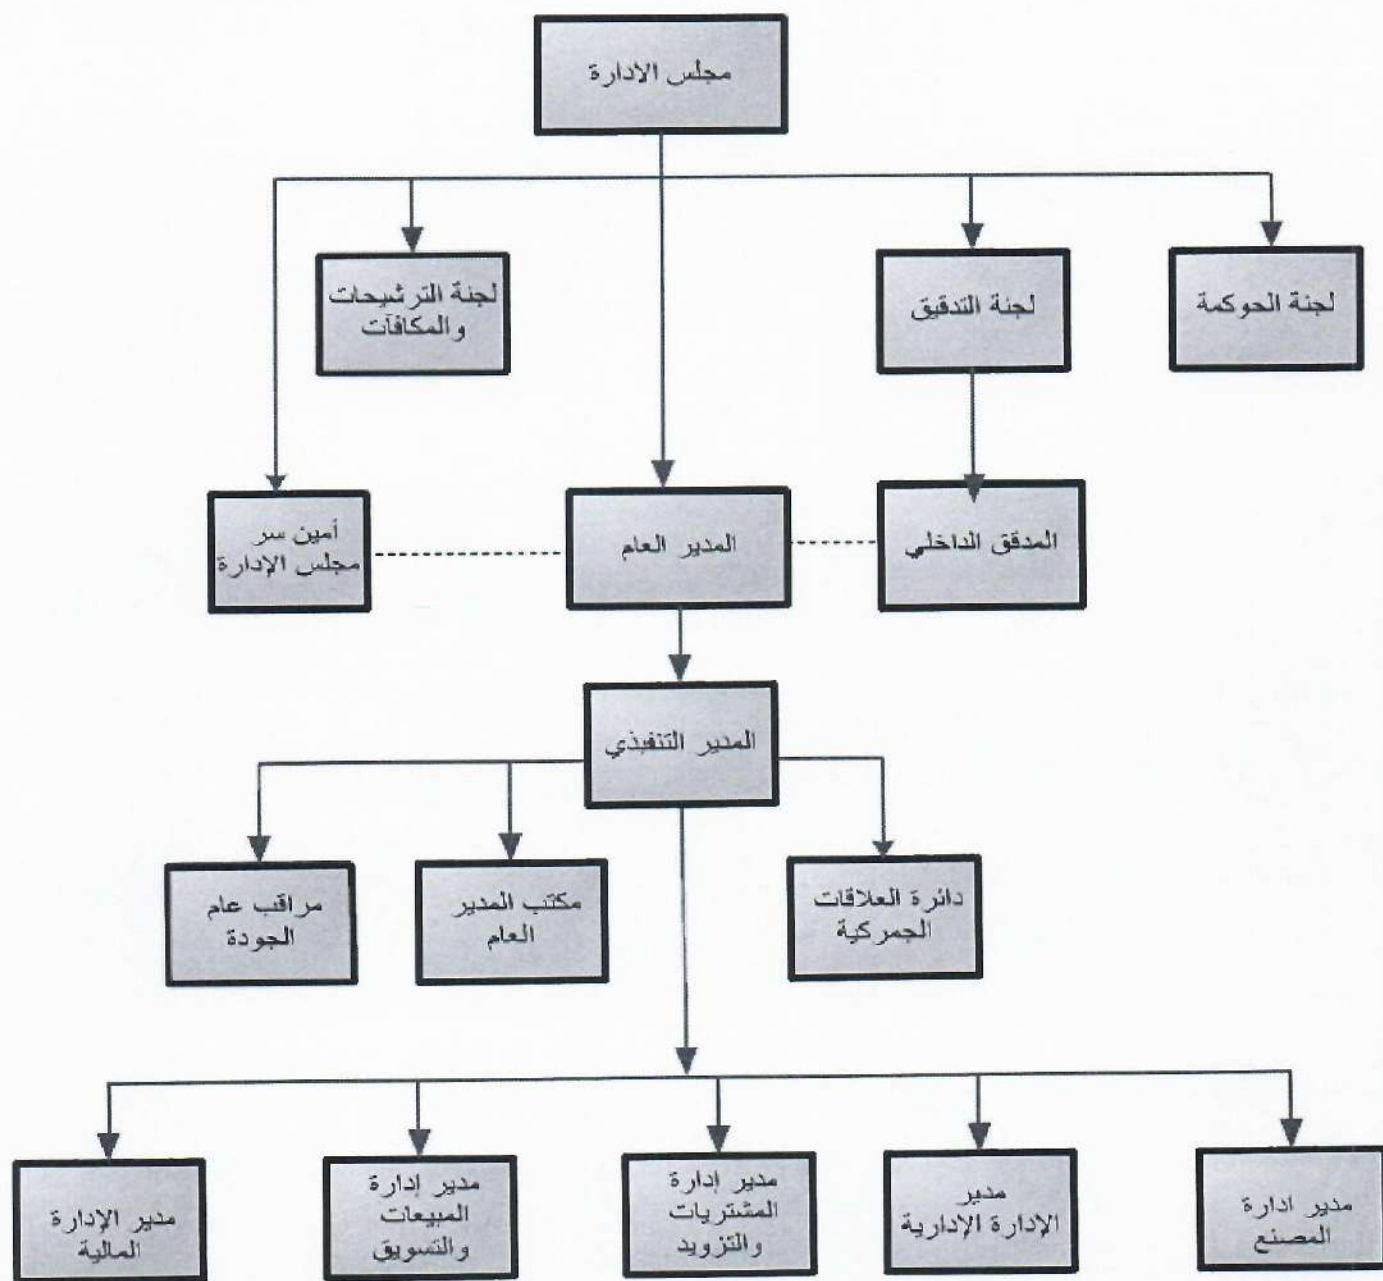 مجلس الادارة
لجنة الحوكمة
لجنة التدقيق
لجنة الترشيحات
والمكافآت
المدقق الداخلي
المدير العام
أمين سر
مجلس الإدارة
المدير التنفيذي
دائرة العلاقات
الجمركية
مكتب المدير
العام
مراقب عام
الجودة
مدير ادارة
المصنع
مدير
الإدارة الإدارية
مدير إدارة
المشتريات
والتزويد
مدير إدارة
المبيعات
والتسويق
مدير الإدارة
المالية